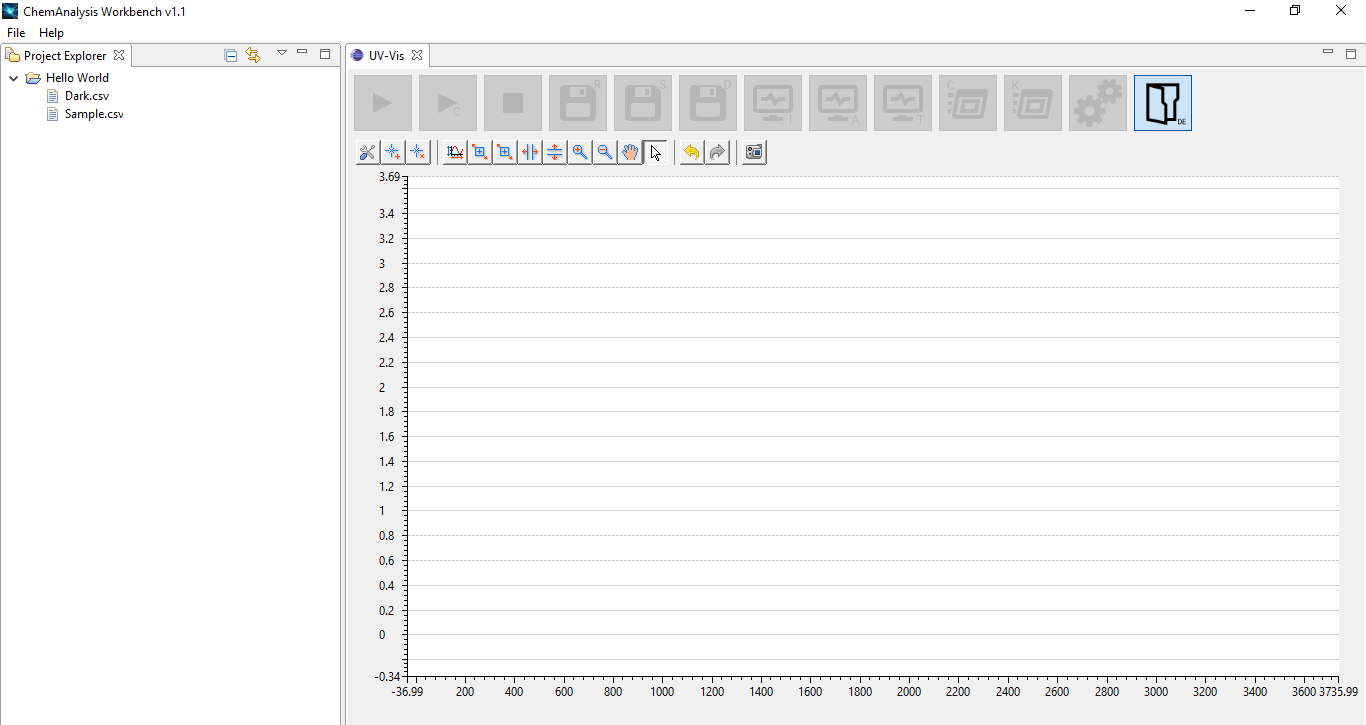 ChemAnalysis Workbench v1.1
File Help
Project Explorer
Hello World
Dark.csv
Sample.csv
UV-Vis
C R S D I A T C K DE
3.69
3.4
3.2
3
2.8
2.6
2.4
2.2
2
1.8
1.6
1.4
1.2
1
0.8
0.6
0.4
0.2
0
-0.34
-36.99 200 400 600 800 1000 1200 1400 1600 1800 2000 2200 2400 2600 2800 3000 3200 3400 3600 3735.99